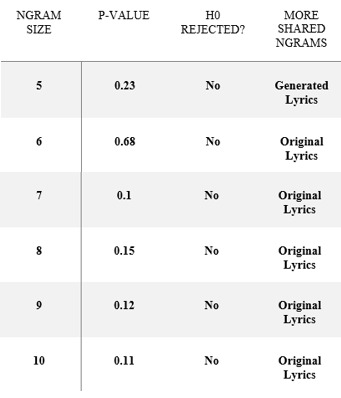 NGRAM SIZE P-VALUE H0 REJECTED? MORE SHARED NGRAMS
5 0.23 No Generated Lyrics
6 0.68 No Original Lyrics
7 0.1 No Original Lyrics
8 0.15 No Original Lyrics
9 0.12 No Original Lyrics
10 0.11 No Original Lyrics